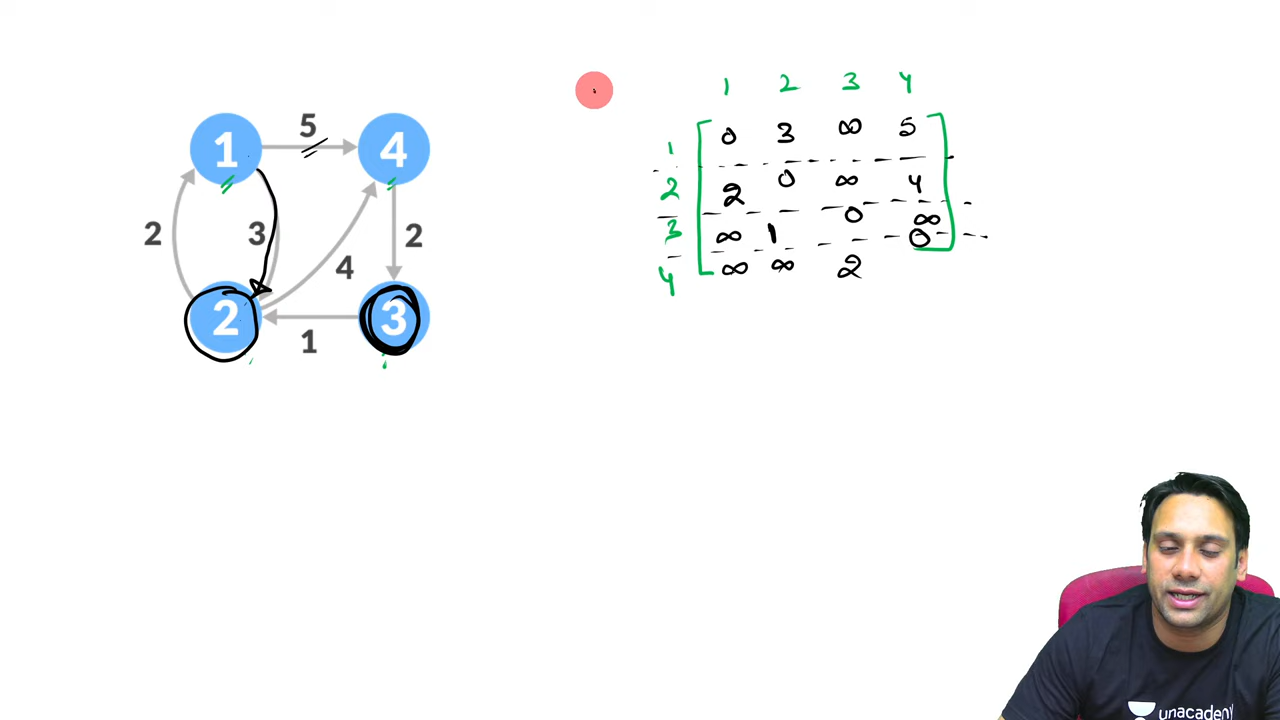 5
1 4
2 3 2
4
2 3
1
1 2 3 4
1 0 3 ∞ 5
2 2 0 ∞ 4
3 ∞ 1 0 ∞
4 ∞ ∞ 2 0
unacademy